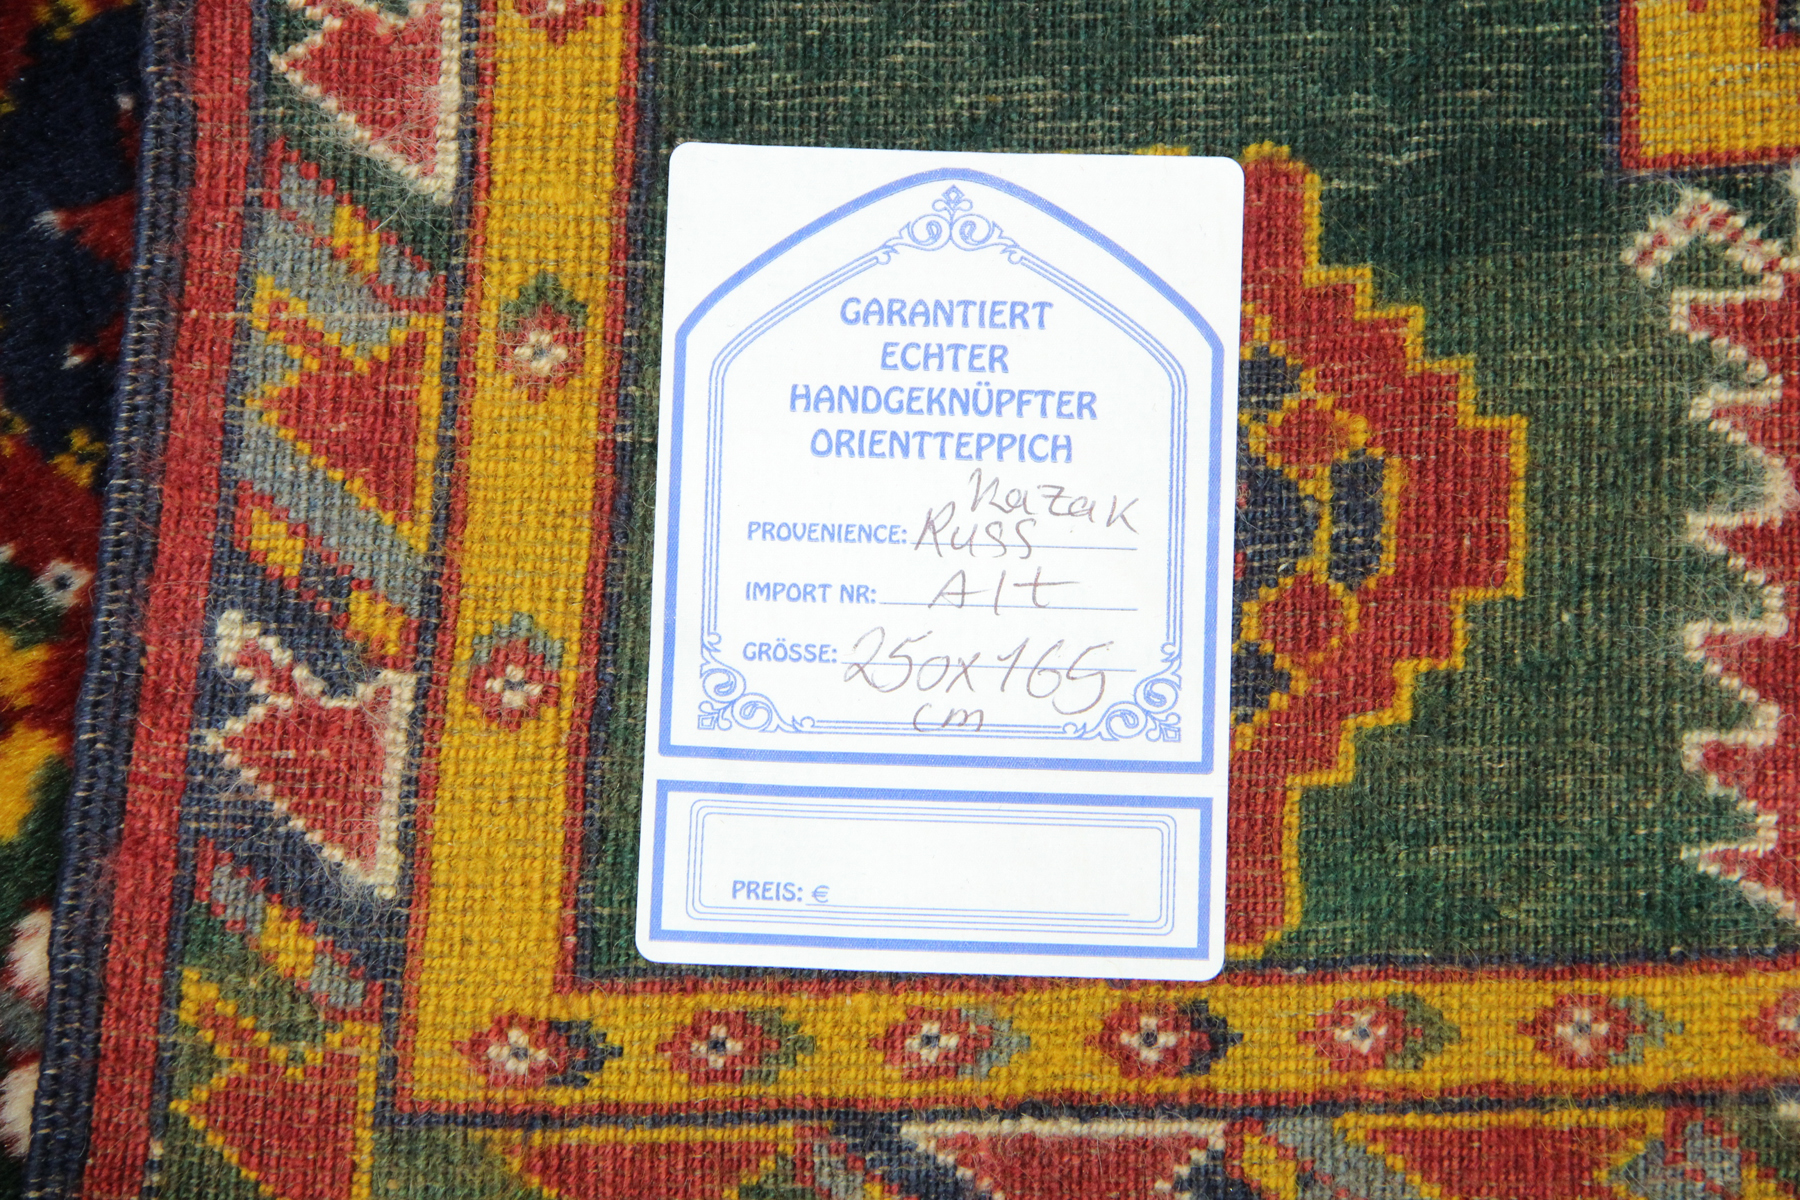 GARANTIERT
ECHTER
HANDGEKNÜPFTER
ORIENTTEPPICH
Kazak
PROVENIENCE: Russ
IMPORT NR: Alt
GRÖSSE: 250x165
cm
PREIS: €